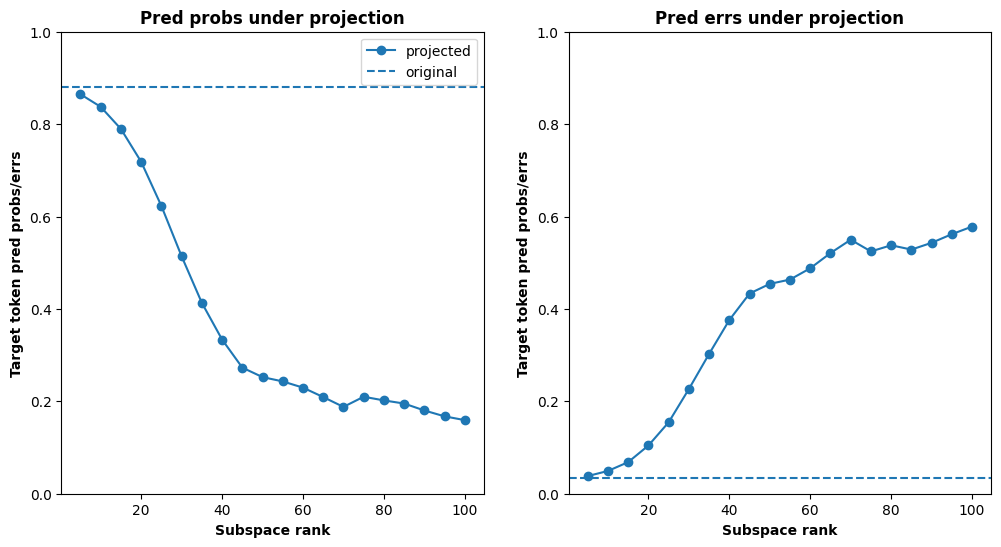 Pred probs under projection
Target token pred probs/errs
1.0
0.8
0.6
0.4
0.2
0.0
projected
original
20
40
60
80
100
Subspace rank
Pred errs under projection
Target token pred probs/errs
1.0
0.8
0.6
0.4
0.2
0.0
20
40
60
80
100
Subspace rank